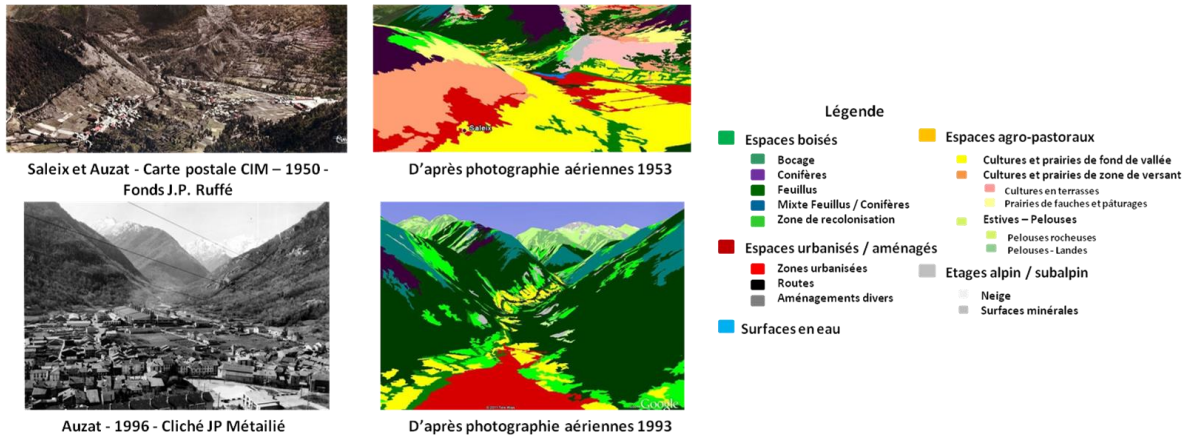 Saleix
Saleix et Auzat - Carte postale CIM – 1950 -
Fonds J.P. Ruffé
D'après photographie aériennes 1953
Google
Auzat - 1996 - Cliché JP Métailié
D'après photographie aériennes 1993
Légende
Espaces boisés
Bocage
Conifères
Feuillus
Mixte Feuillus / Conifères
Zone de recolonisation
Espaces urbanisés / aménagés
Zones urbanisées
Routes
Aménagements divers
Surfaces en eau
Espaces agro-pastoraux
Cultures et prairies de fond de vallée
Cultures et prairies de zone de versant
Cultures en terrasses
Prairies de fauches et pâturages
Estives – Pelouses
Pelouses rocheuses
Pelouses - Landes
Etages alpin / subalpin
Neige
Surfaces minérales